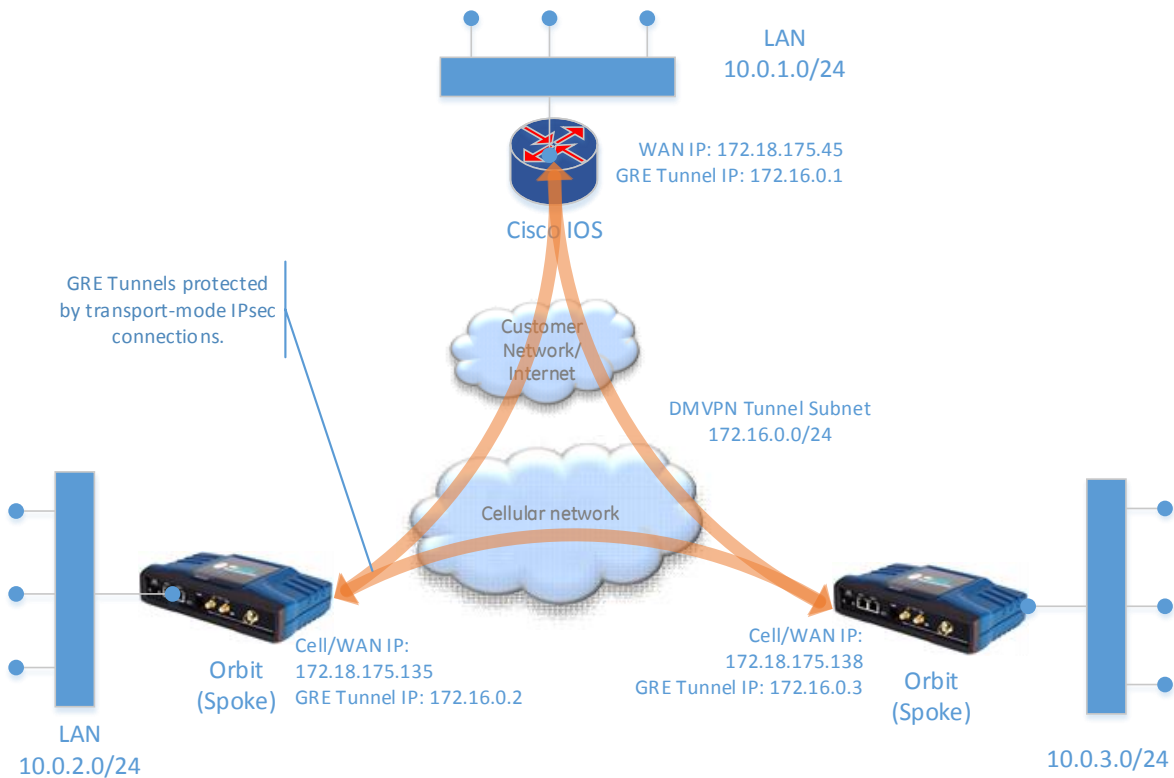 LAN
10.0.1.0/24
WAN IP: 172.18.175.45
GRE Tunnel IP: 172.16.0.1
Cisco IOS
GRE Tunnels protected
by transport-mode IPsec
connections.
Customer
Network/
Internet
DMVPN Tunnel Subnet
172.16.0.0/24
Cellular network
Cell/WAN IP:
172.18.175.135
GRE Tunnel IP: 172.16.0.2
Orbit
(Spoke)
LAN
10.0.2.0/24
Cell/WAN IP:
172.18.175.138
GRE Tunnel IP: 172.16.0.3
Orbit
(Spoke)
10.0.3.0/24